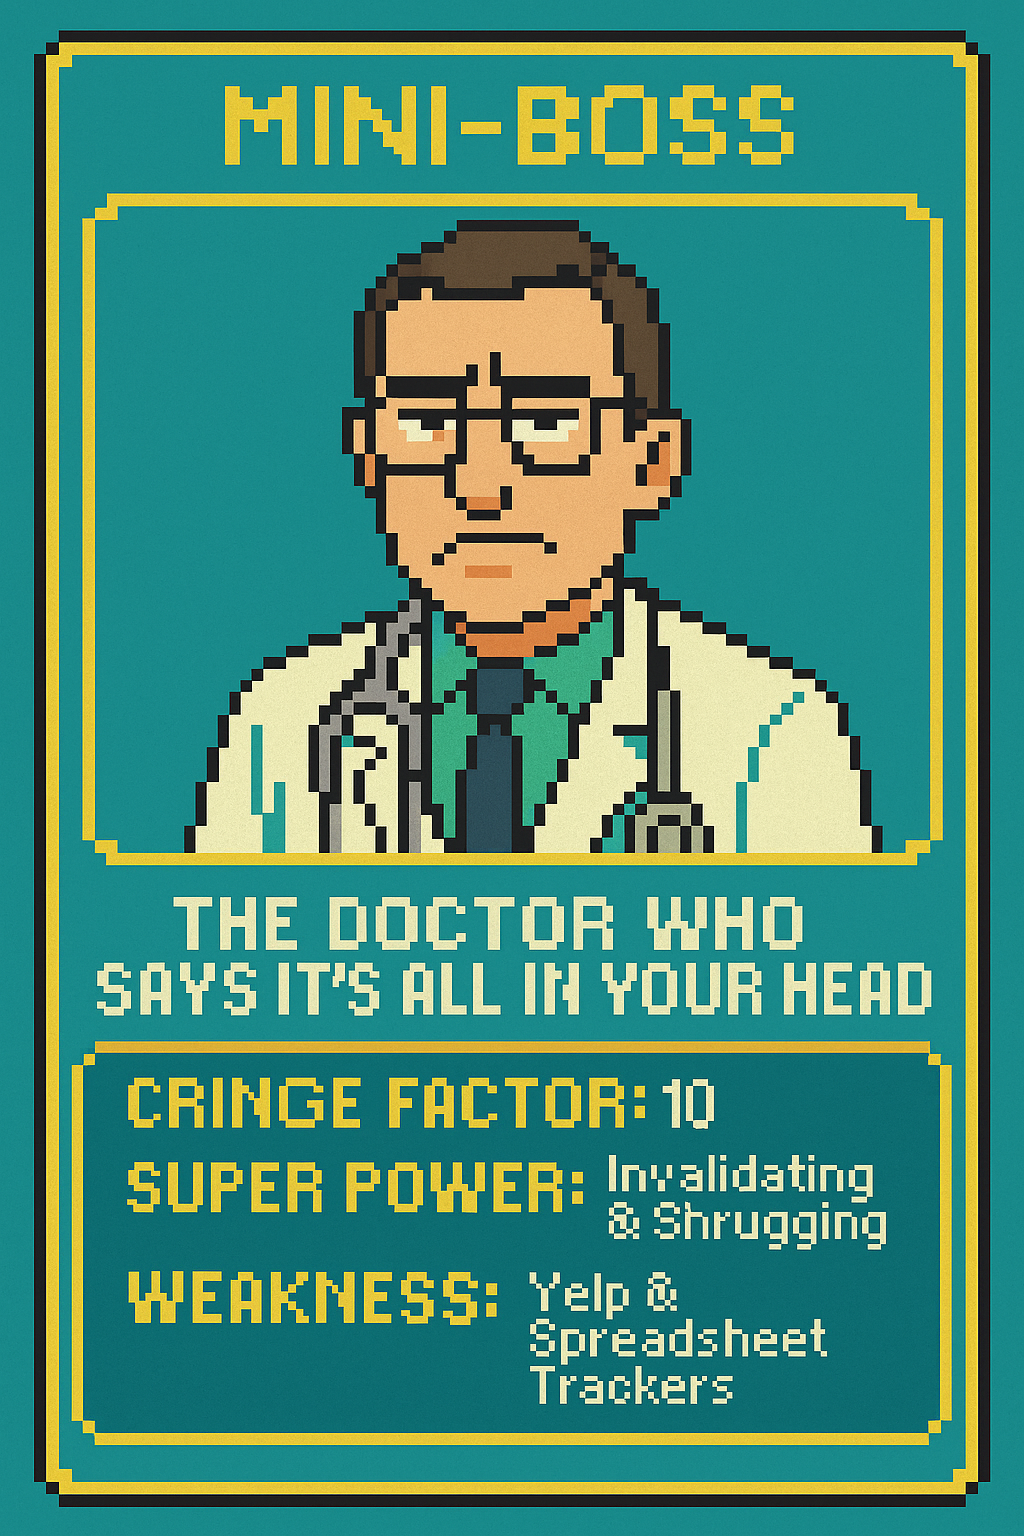 MINI-BOSS
THE DOCTOR WHO
SAYS IT'S ALL IN YOUR HEAD
CRINGE FACTOR: 10
SUPER POWER: Invalidating
& Shrugging
WEAKNESS: Yelp &
Spreadsheet
Trackers